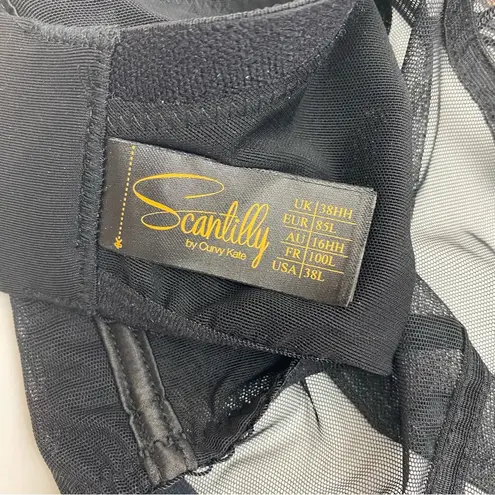 Scantilly
by Curvy Kate
UK 38HH
EUR 85L
AU 16HH
FR 100L
USA 38L